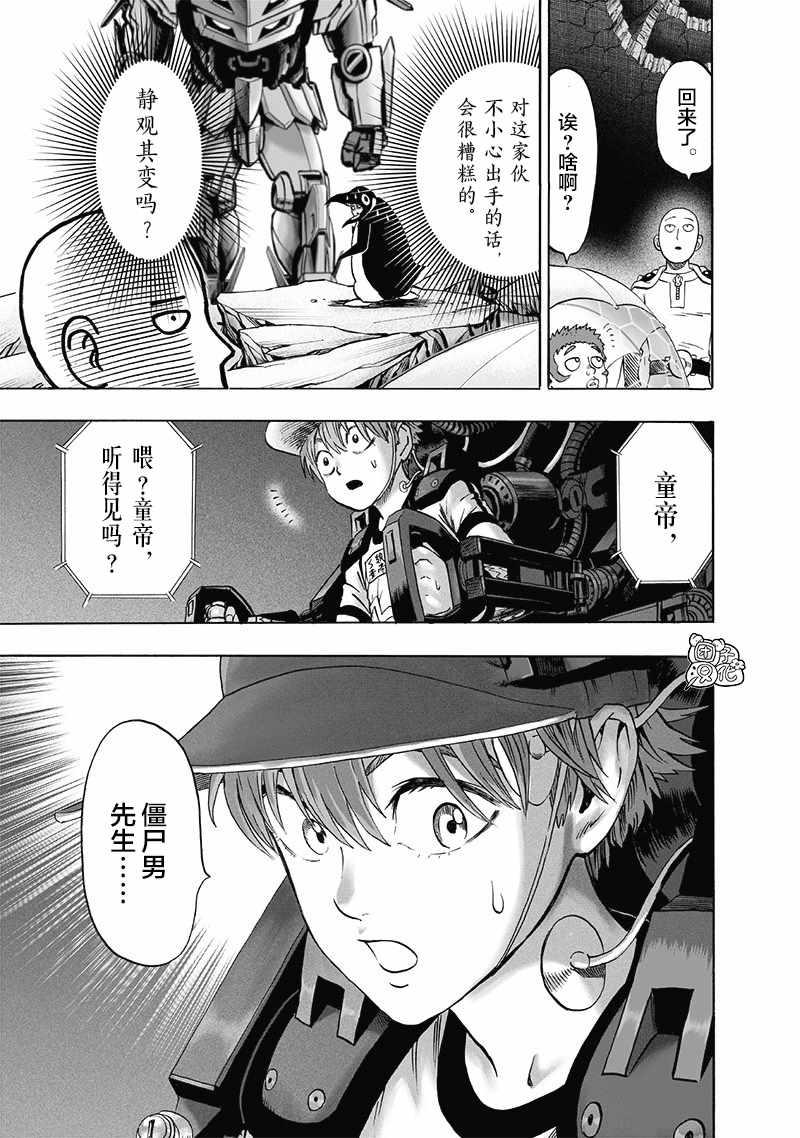 回来了。
诶？啥啊？
对这家伙
不小心出手的话，
会很糟糕的。
静观其变吗？
童帝，
喂？童帝，
听得见吗？
僵尸男
先生……
1